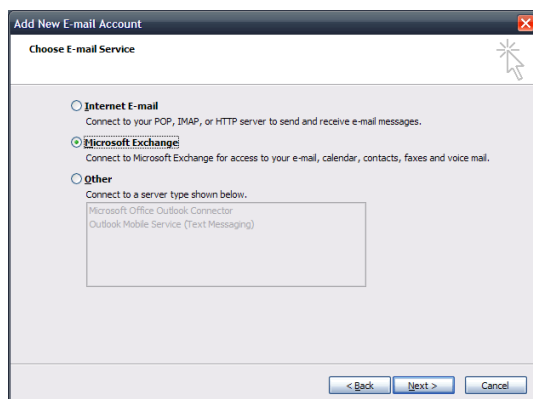 Add New E-mail Account
Choose E-mail Service
Internet E-mail
Connect to your POP, IMAP, or HTTP server to send and receive e-mail messages.
Microsoft Exchange
Connect to Microsoft Exchange for access to your e-mail, calendar, contacts, faxes and voice mail.
Other
Connect to a server type shown below.
Microsoft Office Outlook Connector
Outlook Mobile Service (Text Messaging)
< Back Next > Cancel